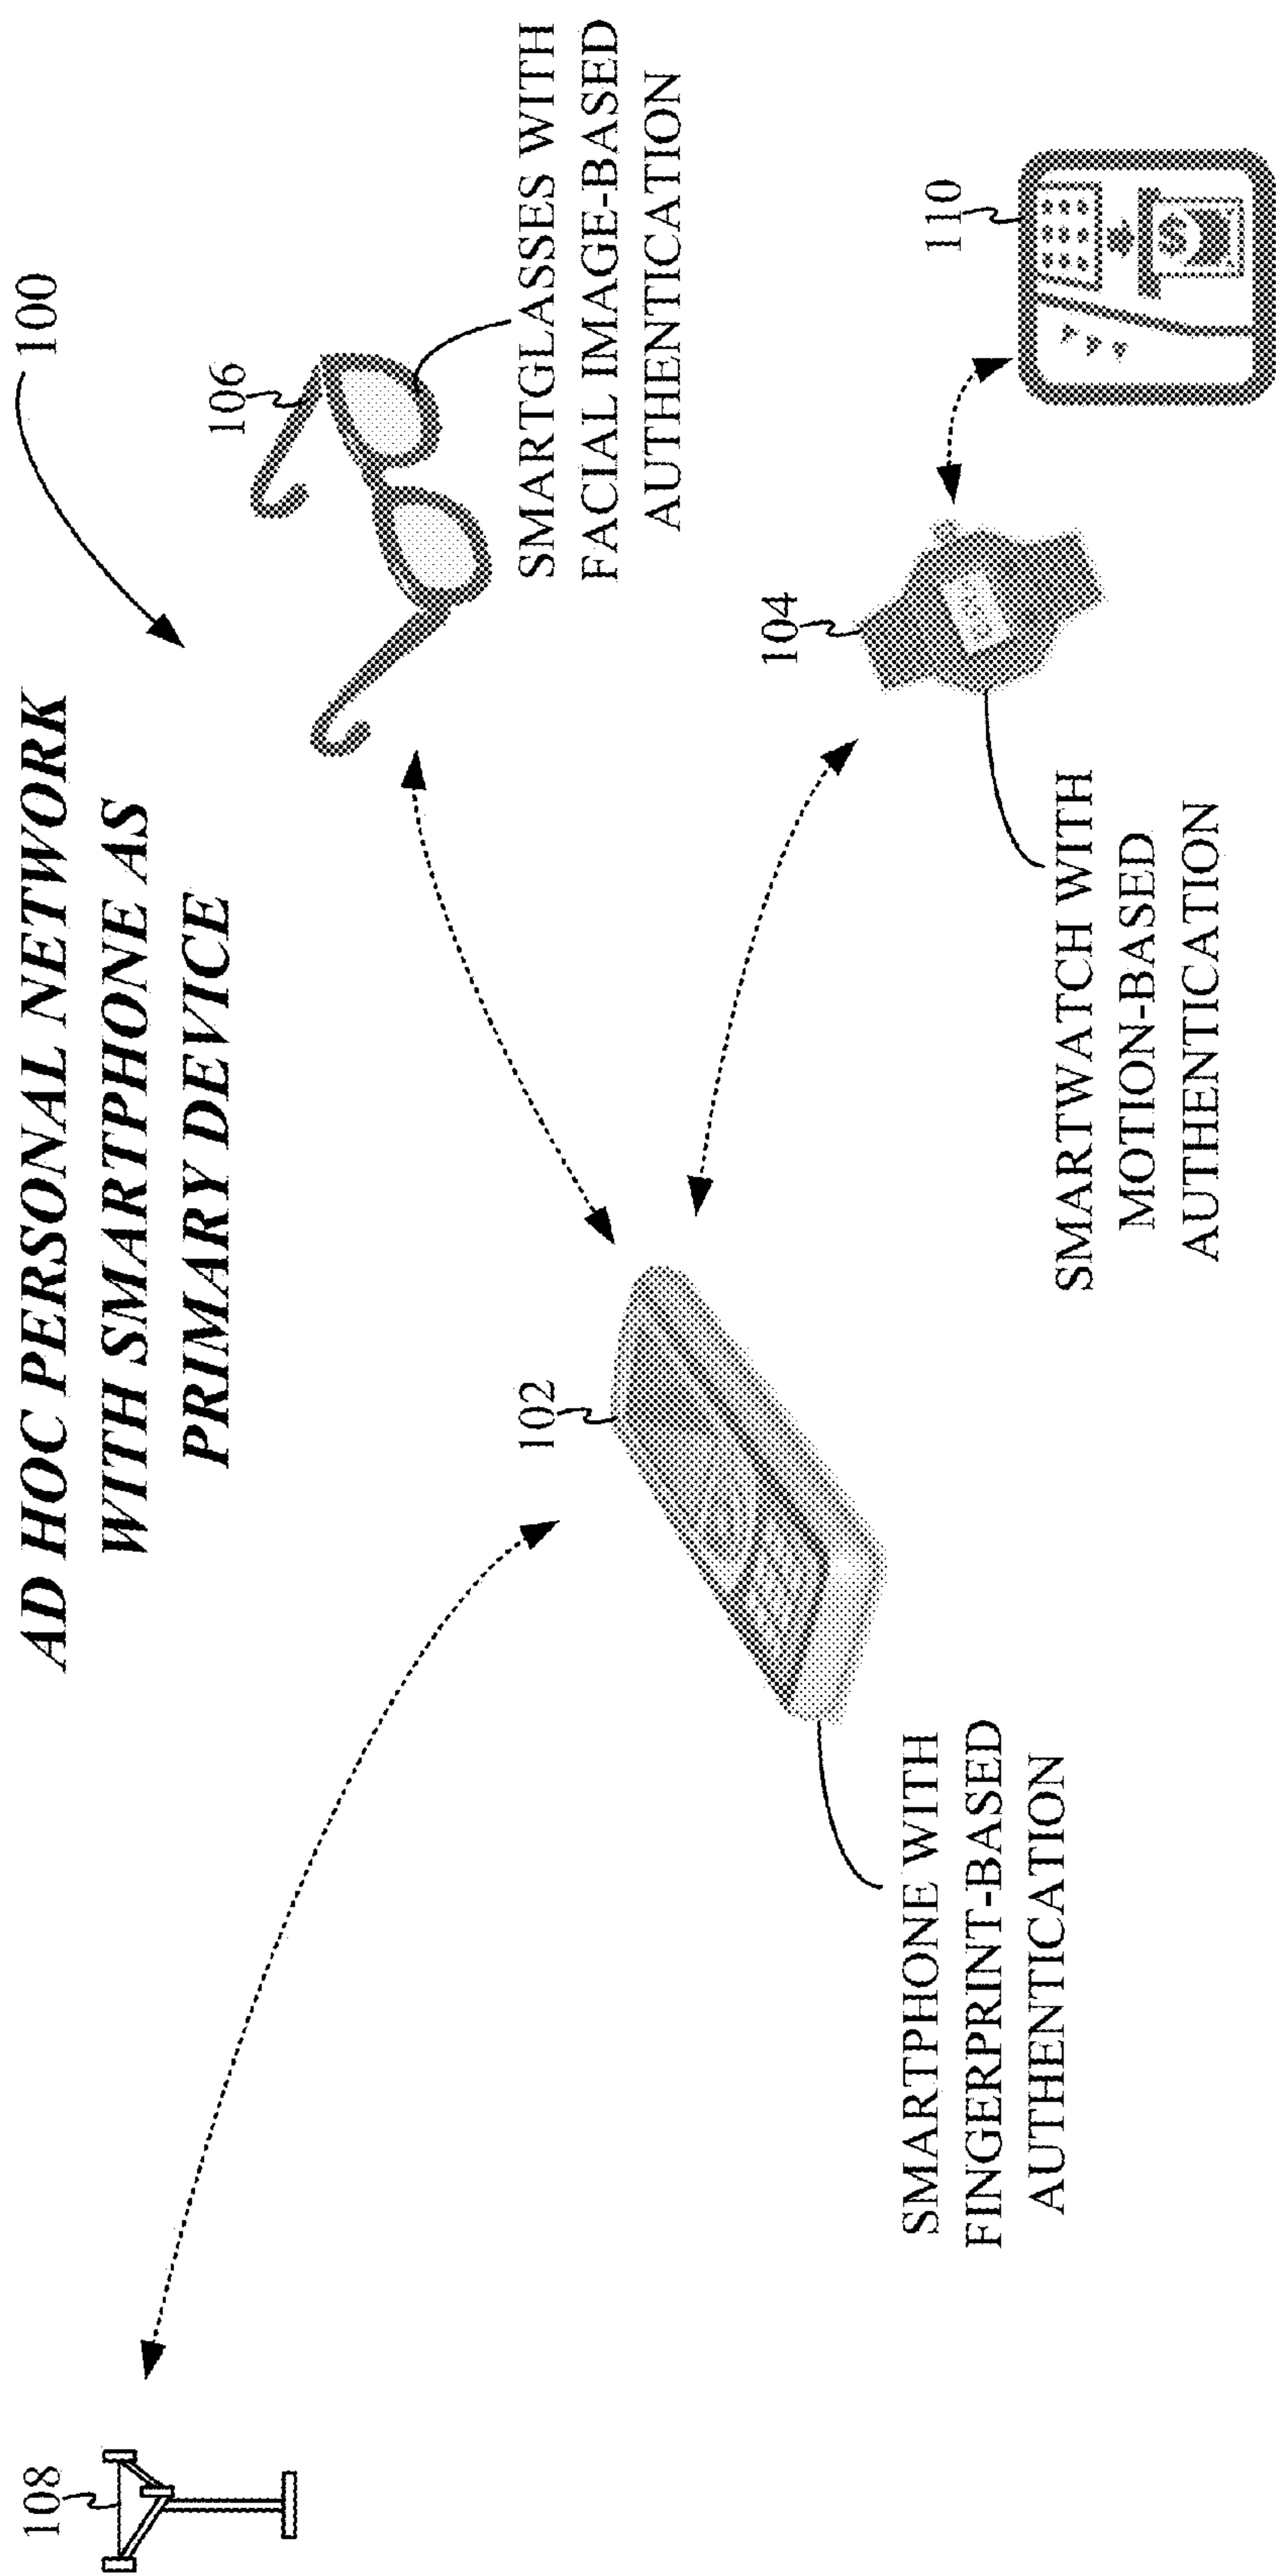 AD HOC PERSONAL NETWORK
WITH SMARTPHONE AS
PRIMARY DEVICE
100
108
106
SMARTGLASSES WITH
FACIAL IMAGE-BASED
AUTHENTICATION
102
SMARTPHONE WITH
FINGERPRINT-BASED
AUTHENTICATION
104
SMARTWATCH WITH
MOTION-BASED
AUTHENTICATION
110
$